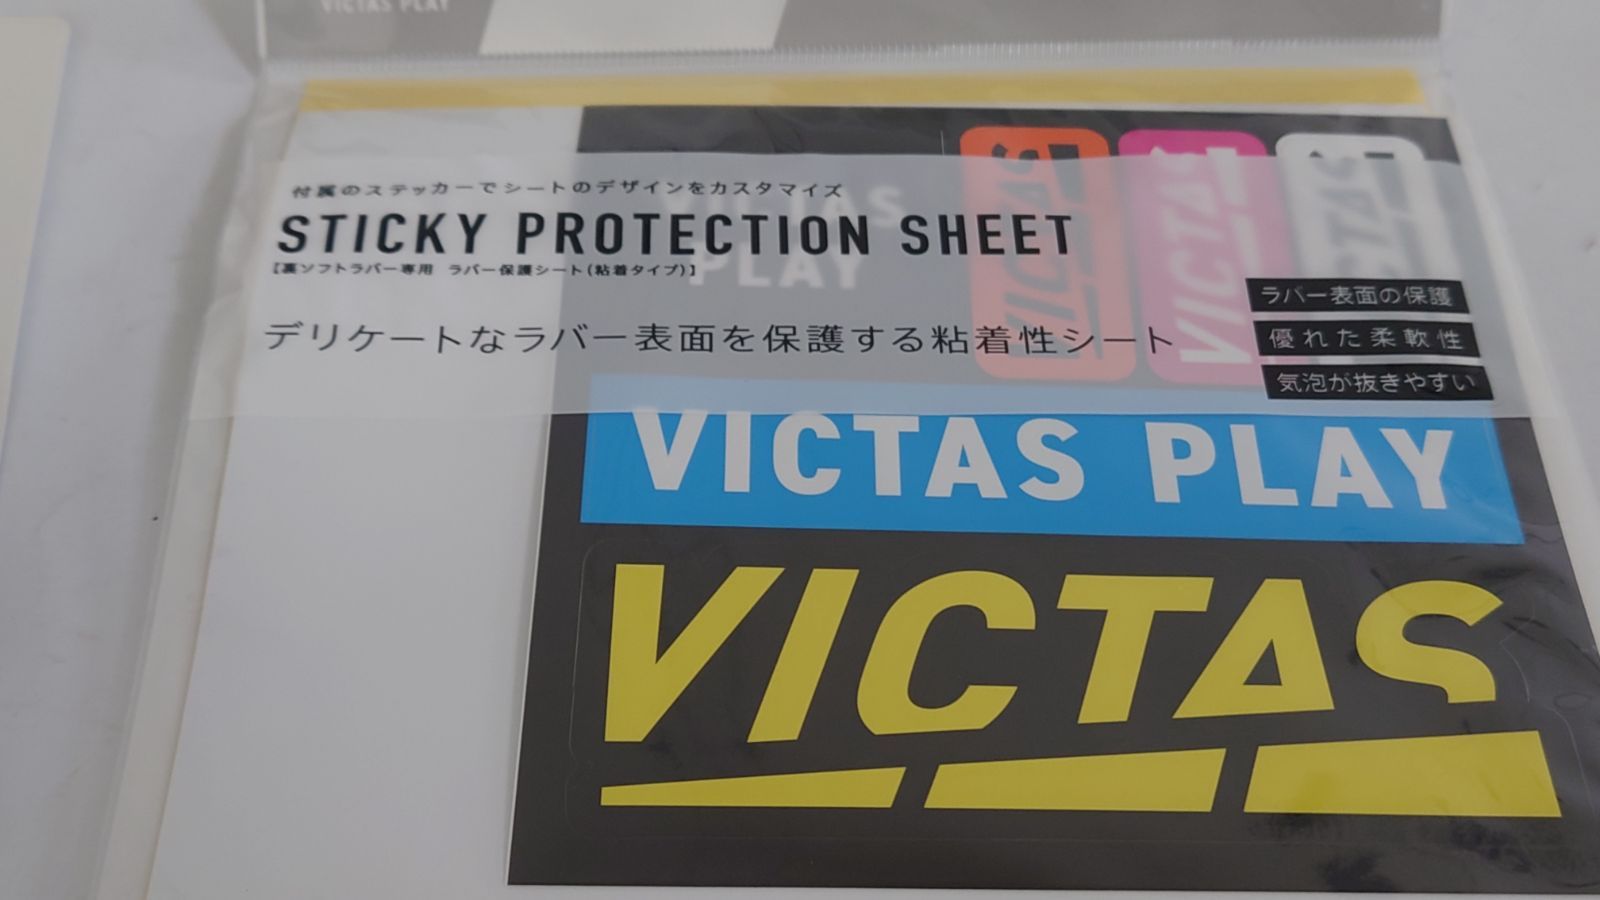 VICTAS PLAY
付属のステッカーでシートのデザインをカスタマイズ
STICKY PROTECTION SHEET
【裏ソフトラバー専用 ラバー保護シート（粘着タイプ）】
デリケートなラバー表面を保護する粘着性シート
ラバー表面の保護
優れた柔軟性
気泡が抜きやすい
VICTAS
PLAY
VICTAS
VICTAS
VICTAS
VICTAS PLAY
VICTAS